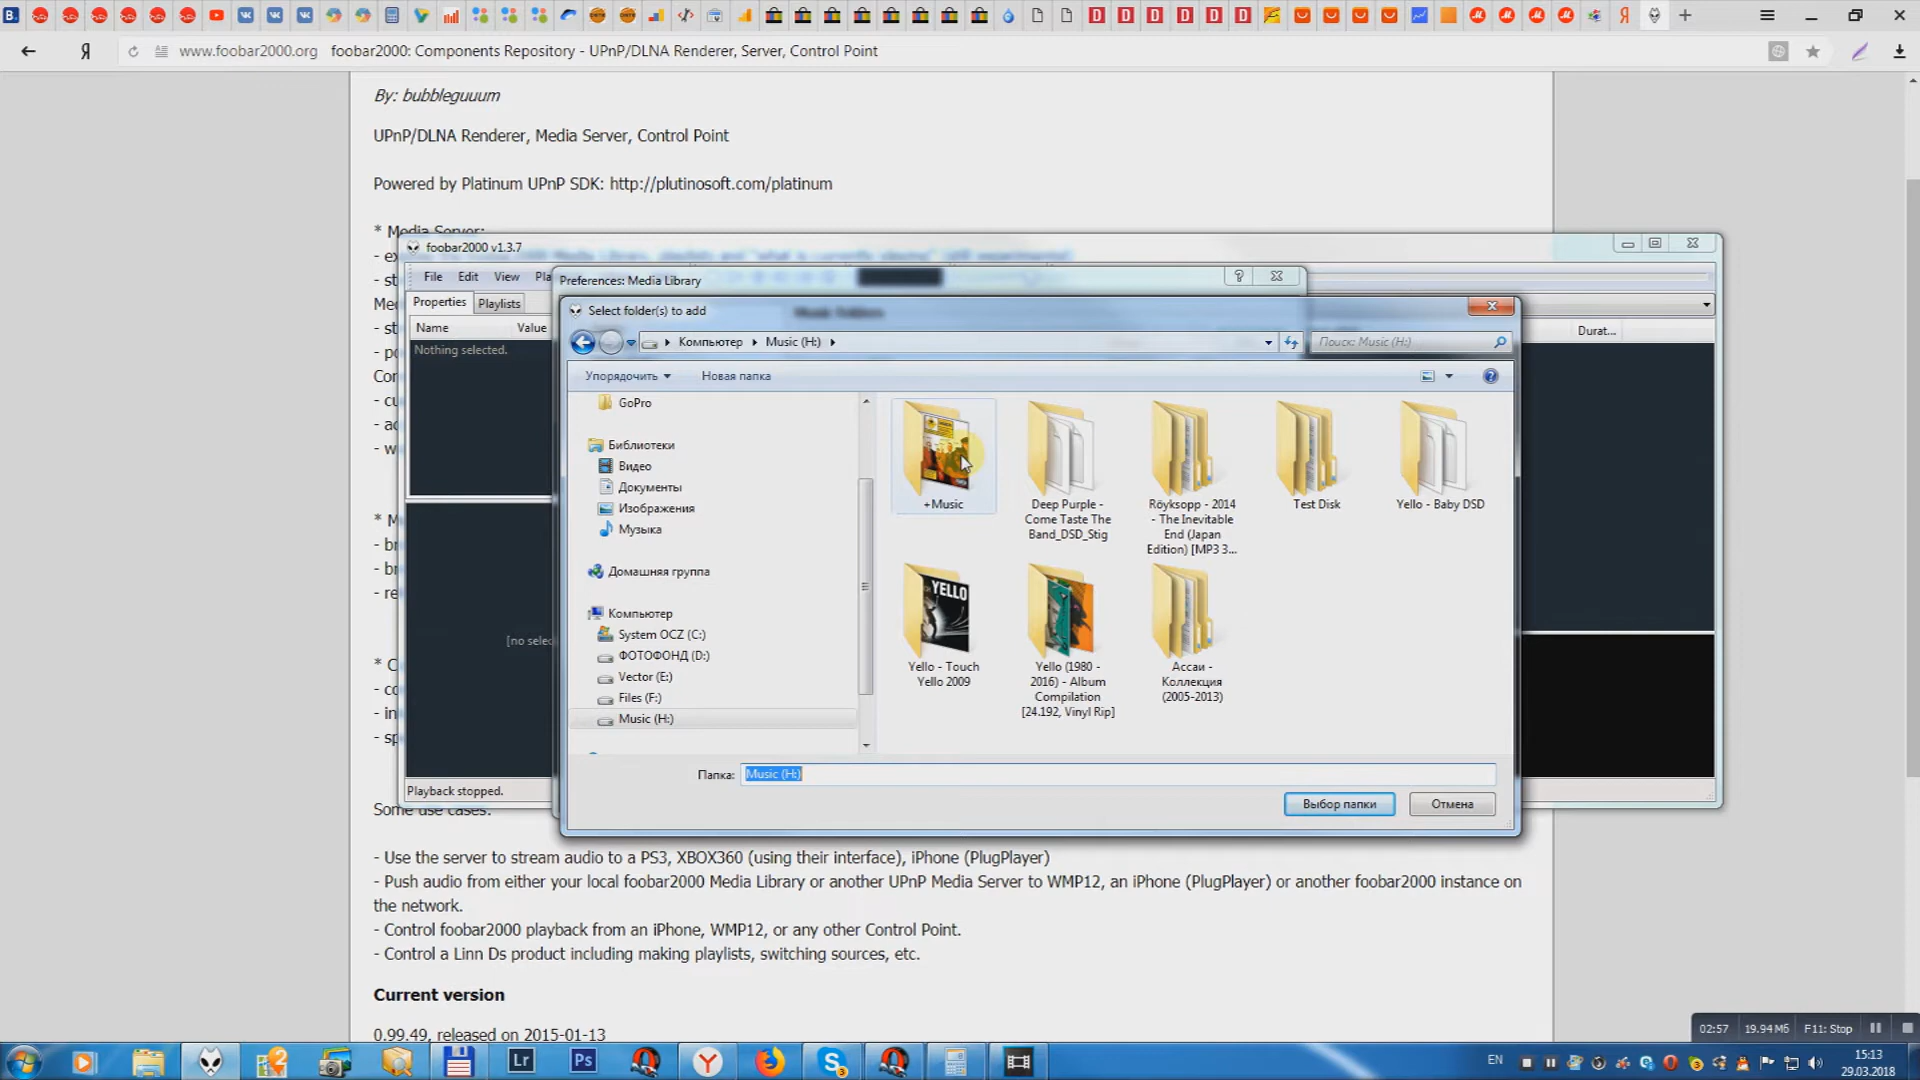 www.foobar2000.org foobar2000: Components Repository - UPnP/DLNA Renderer, Server, Control Point
By: bubbleguuum
UPnP/DLNA Renderer, Media Server, Control Point
Powered by Platinum UPnP SDK: http://plutinosoft.com/platinum
* Media Server:
foobar2000 v1.3.7
File Edit View
Properties Playlists
Name Value
Nothing selected.
Durat...
Preferences: Media Library
Select folder(s) to add
Компьютер Music (H:)
Поиск: Music (H:)
Упорядочить Новая папка
GoPro
Библиотеки
Видео
Документы
Изображения
Музыка
Домашняя группа
Компьютер
System OCZ (C:)
ФОТОФОНД (D:)
Vector (E:)
Files (F:)
Music (H:)
+Music
Deep Purple -
Come Taste The
Band_DSD_Stig
Röyksopp - 2014
- The Inevitable
End (Japan
Edition) [MP3 3...
Test Disk
Yello - Baby DSD
YELLO
Yello - Touch
Yello 2009
Yello (1980 -
2016) - Album
Compilation
[24.192, Vinyl Rip]
Ассаи -
Коллекция
(2005-2013)
Папка: Music (H:)
Выбор папки Отмена
Playback stopped.
Some use cases:
- Use the server to stream audio to a PS3, XBOX360 (using their interface), iPhone (PlugPlayer)
- Push audio from either your local foobar2000 Media Library or another UPnP Media Server to WMP12, an iPhone (PlugPlayer) or another foobar2000 instance on
the network.
- Control foobar2000 playback from an iPhone, WMP12, or any other Control Point.
- Control a Linn Ds product including making playlists, switching sources, etc.
Current version
0.99.49, released on 2015-01-13
02:57 19.94 Мб F11: Stop
Lr Ps
EN
15:13
29.03.2018